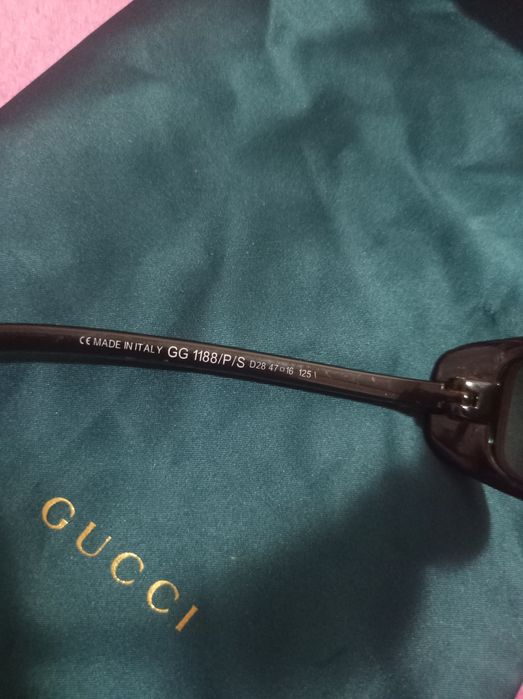 CE MADE IN ITALY GG 1188/P/S D28 47□16 125 \
GUCCI